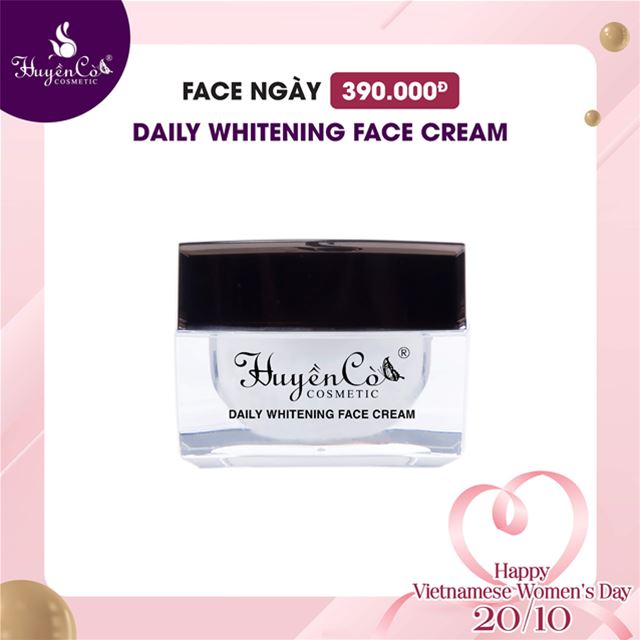 HuyềnCò
COSMETIC
FACE NGÀY 390.000Đ
DAILY WHITENING FACE CREAM
HuyềnCò ®
COSMETIC
DAILY WHITENING FACE CREAM
Happy
Vietnamese Women's Day
20/10